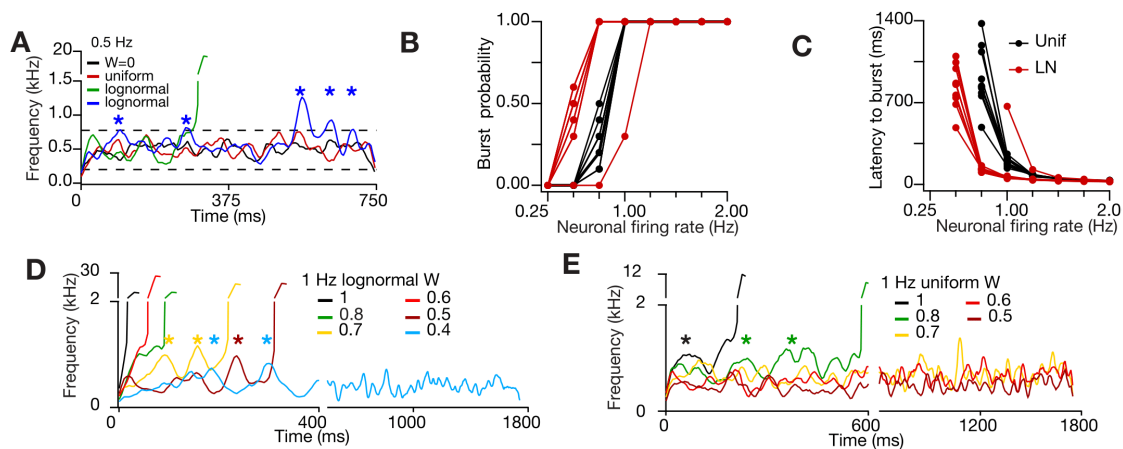 A
0.5 Hz
W=0
uniform
lognormal
lognormal
Frequency (kHz)
20
10
1.5
1.0
0.5
0.0
0
375
750
Time (ms)
B
Burst probability
1.00
0.50
0.00
0.25
1.00
2.00
Neuronal firing rate (Hz)
C
Latency to burst (ms)
1400
700
0
Unif
LN
0.25
1.00
2.0
Neuronal firing rate (Hz)
D
Frequency (kHz)
30
2
0
1 Hz lognormal W
1
0.8
0.7
0.6
0.5
0.4
0
400
1000
1800
Time (ms)
E
Frequency (kHz)
12
2
0
1 Hz uniform W
1
0.8
0.7
0.6
0.5
0
600
1200
1800
Time (ms)